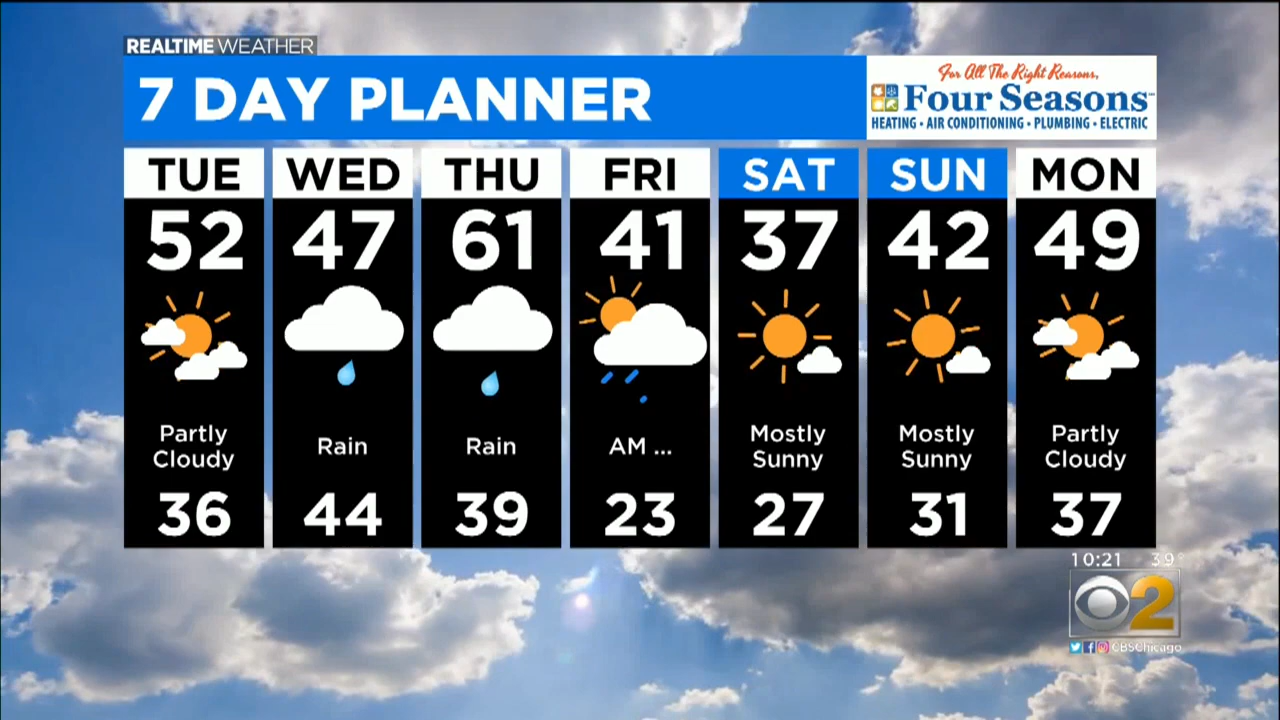 REALTIME WEATHER
7 DAY PLANNER
For All The Right Reasons,
Four Seasons
HEATING • AIR CONDITIONING • PLUMBING • ELECTRIC
TUE WED THU FRI SAT SUN MON
52 47 61 41 37 42 49
Partly Cloudy
Rain
Rain
AM ...
Mostly Sunny
Mostly Sunny
Partly Cloudy
36 44 39 23 27 31 37
10:21 39°
2
CBSChicago